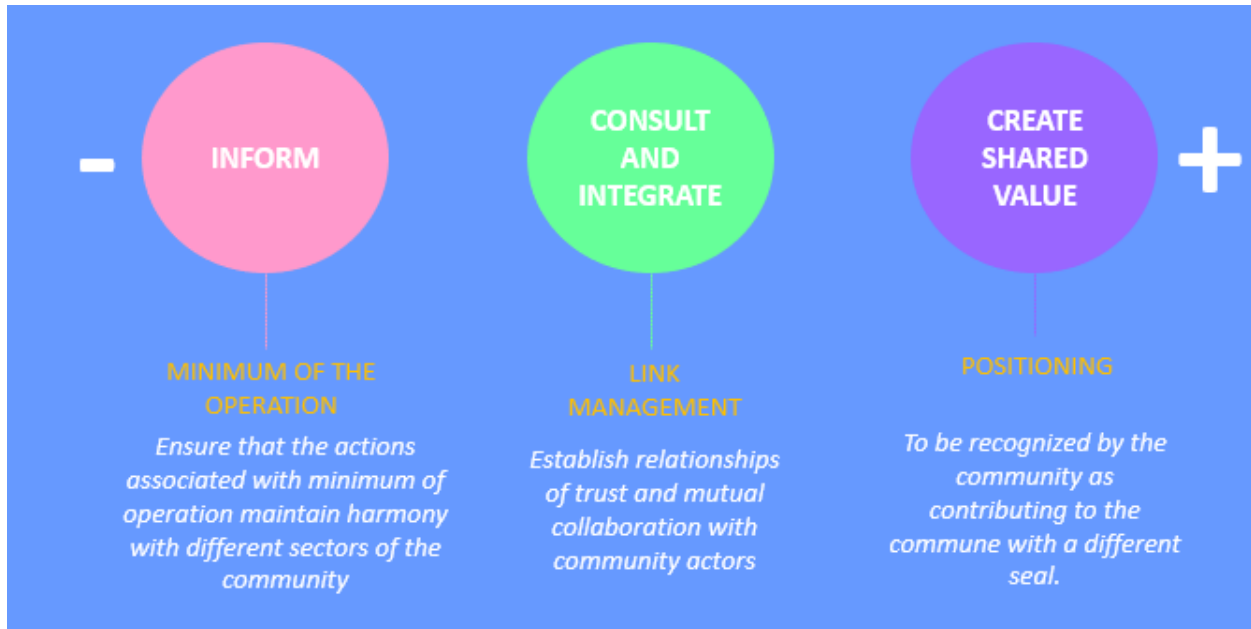 -
INFORM
MINIMUM OF THE
OPERATION
Ensure that the actions
associated with minimum of
operation maintain harmony
with different sectors of the
community
CONSULT
AND
INTEGRATE
LINK
MANAGEMENT
Establish relationships
of trust and mutual
collaboration with
community actors
CREATE
SHARED
VALUE
+
POSITIONING
To be recognized by the
community as
contributing to the
commune with a different
seal.